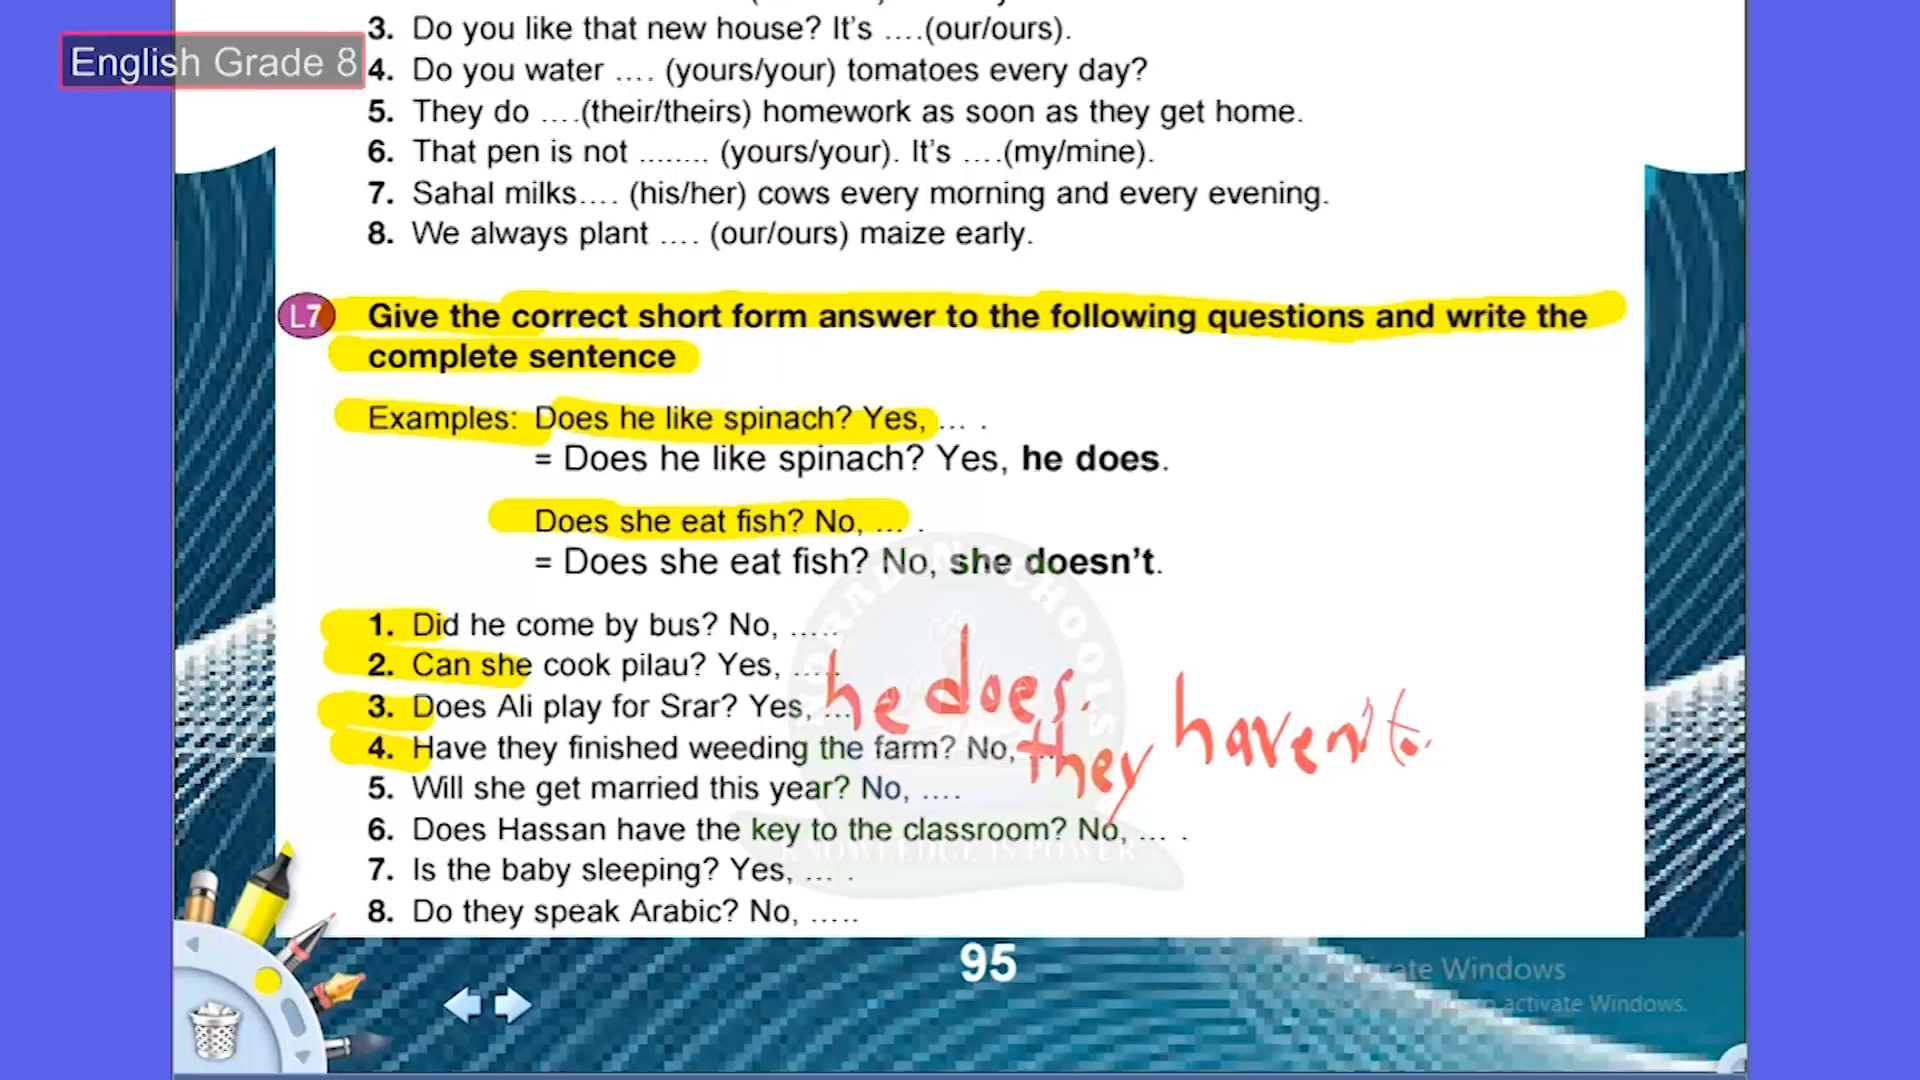 English Grade 8
3. Do you like that new house? It's ....(our/ours).
4. Do you water .... (yours/your) tomatoes every day?
5. They do ....(their/theirs) homework as soon as they get home.
6. That pen is not ........ (yours/your). It's ....(my/mine).
7. Sahal milks.... (his/her) cows every morning and every evening.
8. We always plant .... (our/ours) maize early.
L7 Give the correct short form answer to the following questions and write the
complete sentence
Examples: Does he like spinach? Yes, ... .
= Does he like spinach? Yes, he does.
Does she eat fish? No, ... .
= Does she eat fish? No, she doesn't.
1. Did he come by bus? No, .....
2. Can she cook pilau? Yes, .....
3. Does Ali play for Srar? Yes, ... he does.
4. Have they finished weeding the farm? No, ... they haven't.
5. Will she get married this year? No, ....
6. Does Hassan have the key to the classroom? No, ... .
KNOWLEDGE IS POWER
7. Is the baby sleeping? Yes, ... .
8. Do they speak Arabic? No, .....
95
Windows
activate Windows.